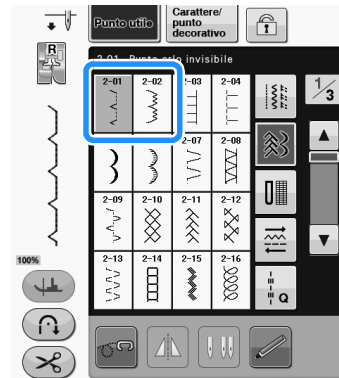 Punto utile
Carattere/
punto
decorativo
R
2-01 Punto orlo invisibile
1/3
2-01 2-02 2-03 2-04
2-07 2-08
2-09 2-10 2-11 2-12
2-13 2-14 2-15 2-16
100%
Q